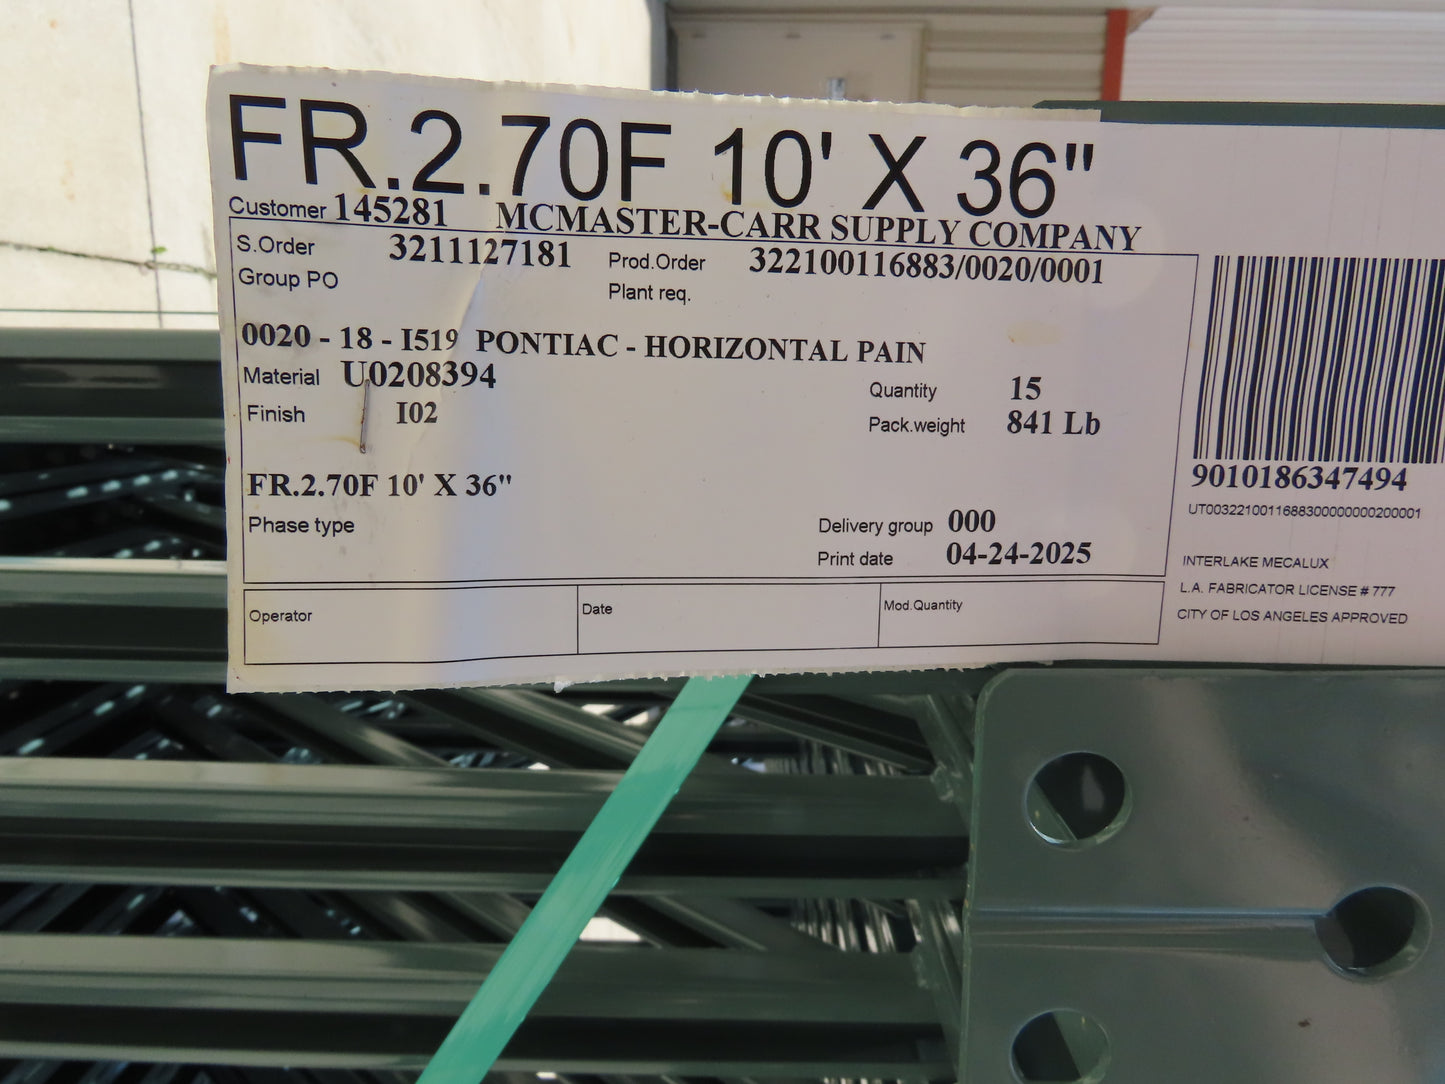 FR.2.70F 10' X 36"
Customer 145281 MCMASTER-CARR SUPPLY COMPANY
S.Order 3211127181 Prod.Order 322100116883/0020/0001
Group PO Plant req.
0020 - 18 - I519 PONTIAC - HORIZONTAL PAIN
Material U0208394 Quantity 15
Finish I02 Pack.weight 841 Lb
FR.2.70F 10' X 36"
Phase type Delivery group 000
Print date 04-24-2025
Operator Date Mod.Quantity
9010186347494
UT00322100116883000000000200001
INTERLAKE MECALUX
L.A. FABRICATOR LICENSE # 777
CITY OF LOS ANGELES APPROVED